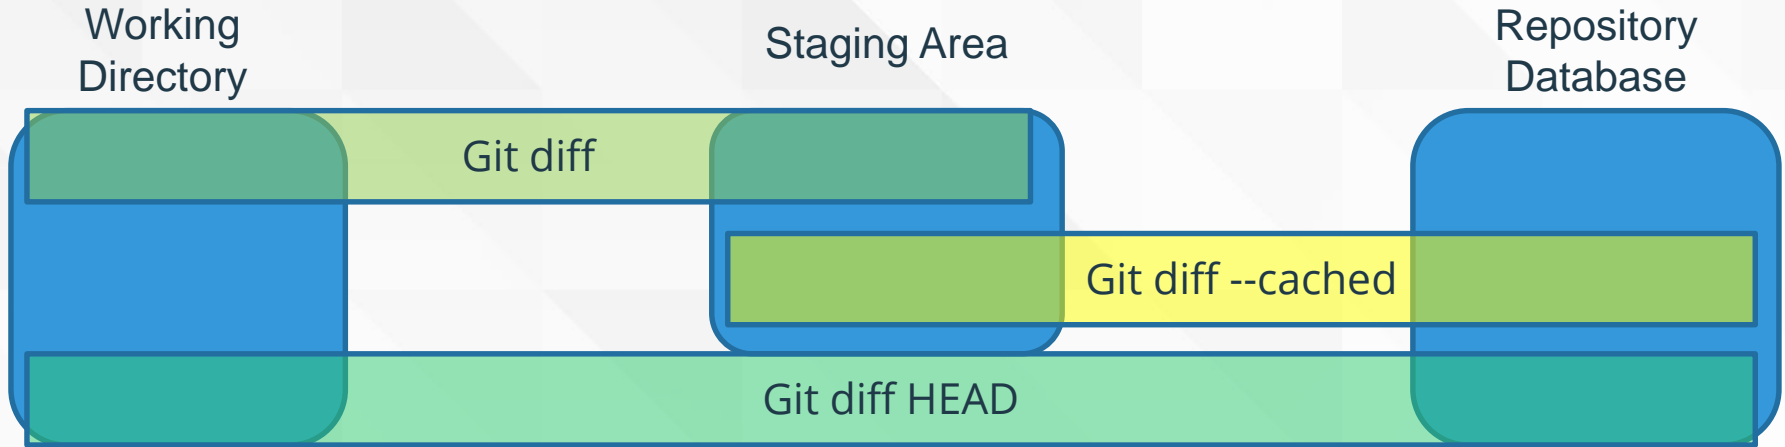 Working
Directory
Staging Area
Repository
Database
Git diff
Git diff --cached
Git diff HEAD